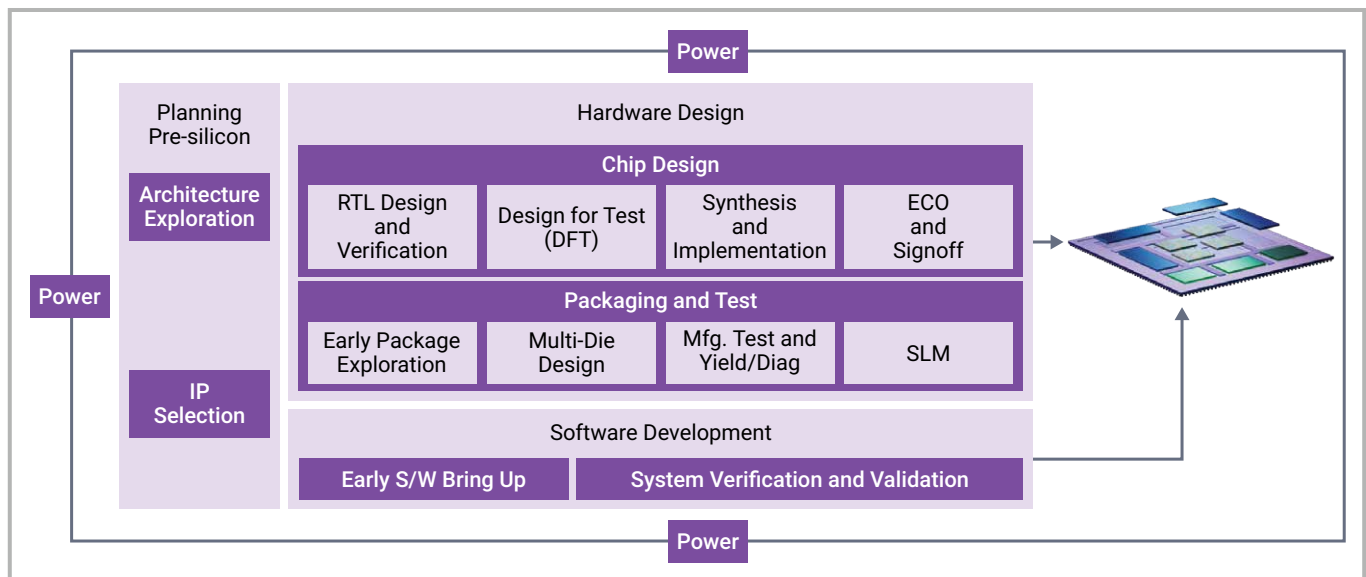 Power
Planning
Pre-silicon
Architecture
Exploration
IP
Selection
Power
Hardware Design
Chip Design
RTL Design
and
Verification
Design for Test
(DFT)
Synthesis
and
Implementation
ECO
and
Signoff
Packaging and Test
Early Package
Exploration
Multi-Die
Design
Mfg. Test and
Yield/Diag
SLM
Software Development
Early S/W Bring Up
System Verification and Validation
Power